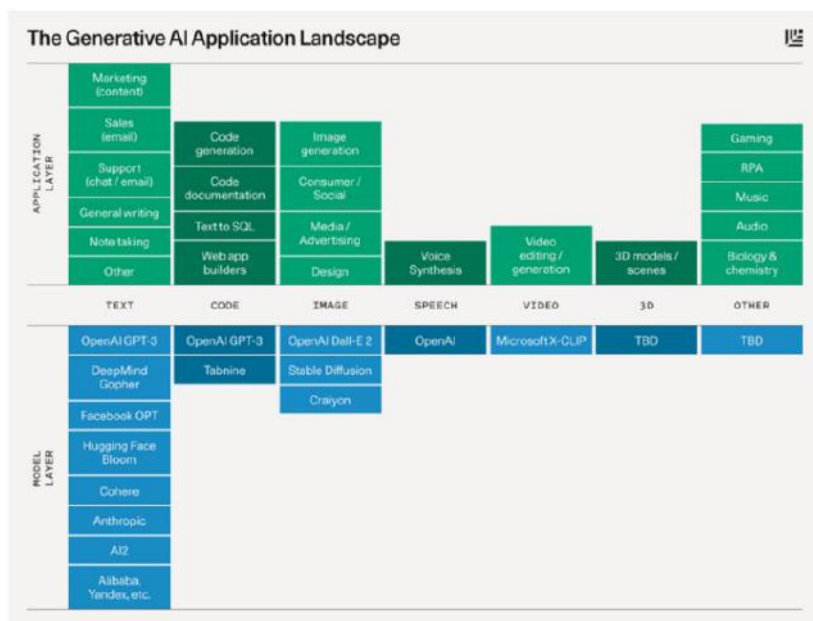 The Generative AI Application Landscape
APPLICATION
LAYER
Marketing
(content)
Sales
(email)
Support
(chat / email)
General writing
Note taking
Other
Code
generation
Code
documentation
Text to SQL
Web app
builders
Image
generation
Consumer /
Social
Media /
Advertising
Design
Voice
Synthesis
Video
editing /
generation
3D models /
scenes
Gaming
RPA
Music
Audio
Biology &
chemistry
TEXT
CODE
IMAGE
SPEECH
VIDEO
3D
OTHER
MODEL
LAYER
OpenAI GPT-3
DeepMind
Gopher
Facebook OPT
Hugging Face
Bloom
Cohere
Anthropic
AI2
Alibaba,
Yandex, etc.
OpenAI GPT-3
Tabnine
OpenAI Dall-E 2
Stable Diffusion
Craiyon
OpenAI
Microsoft X-CLIP
TBD
TBD